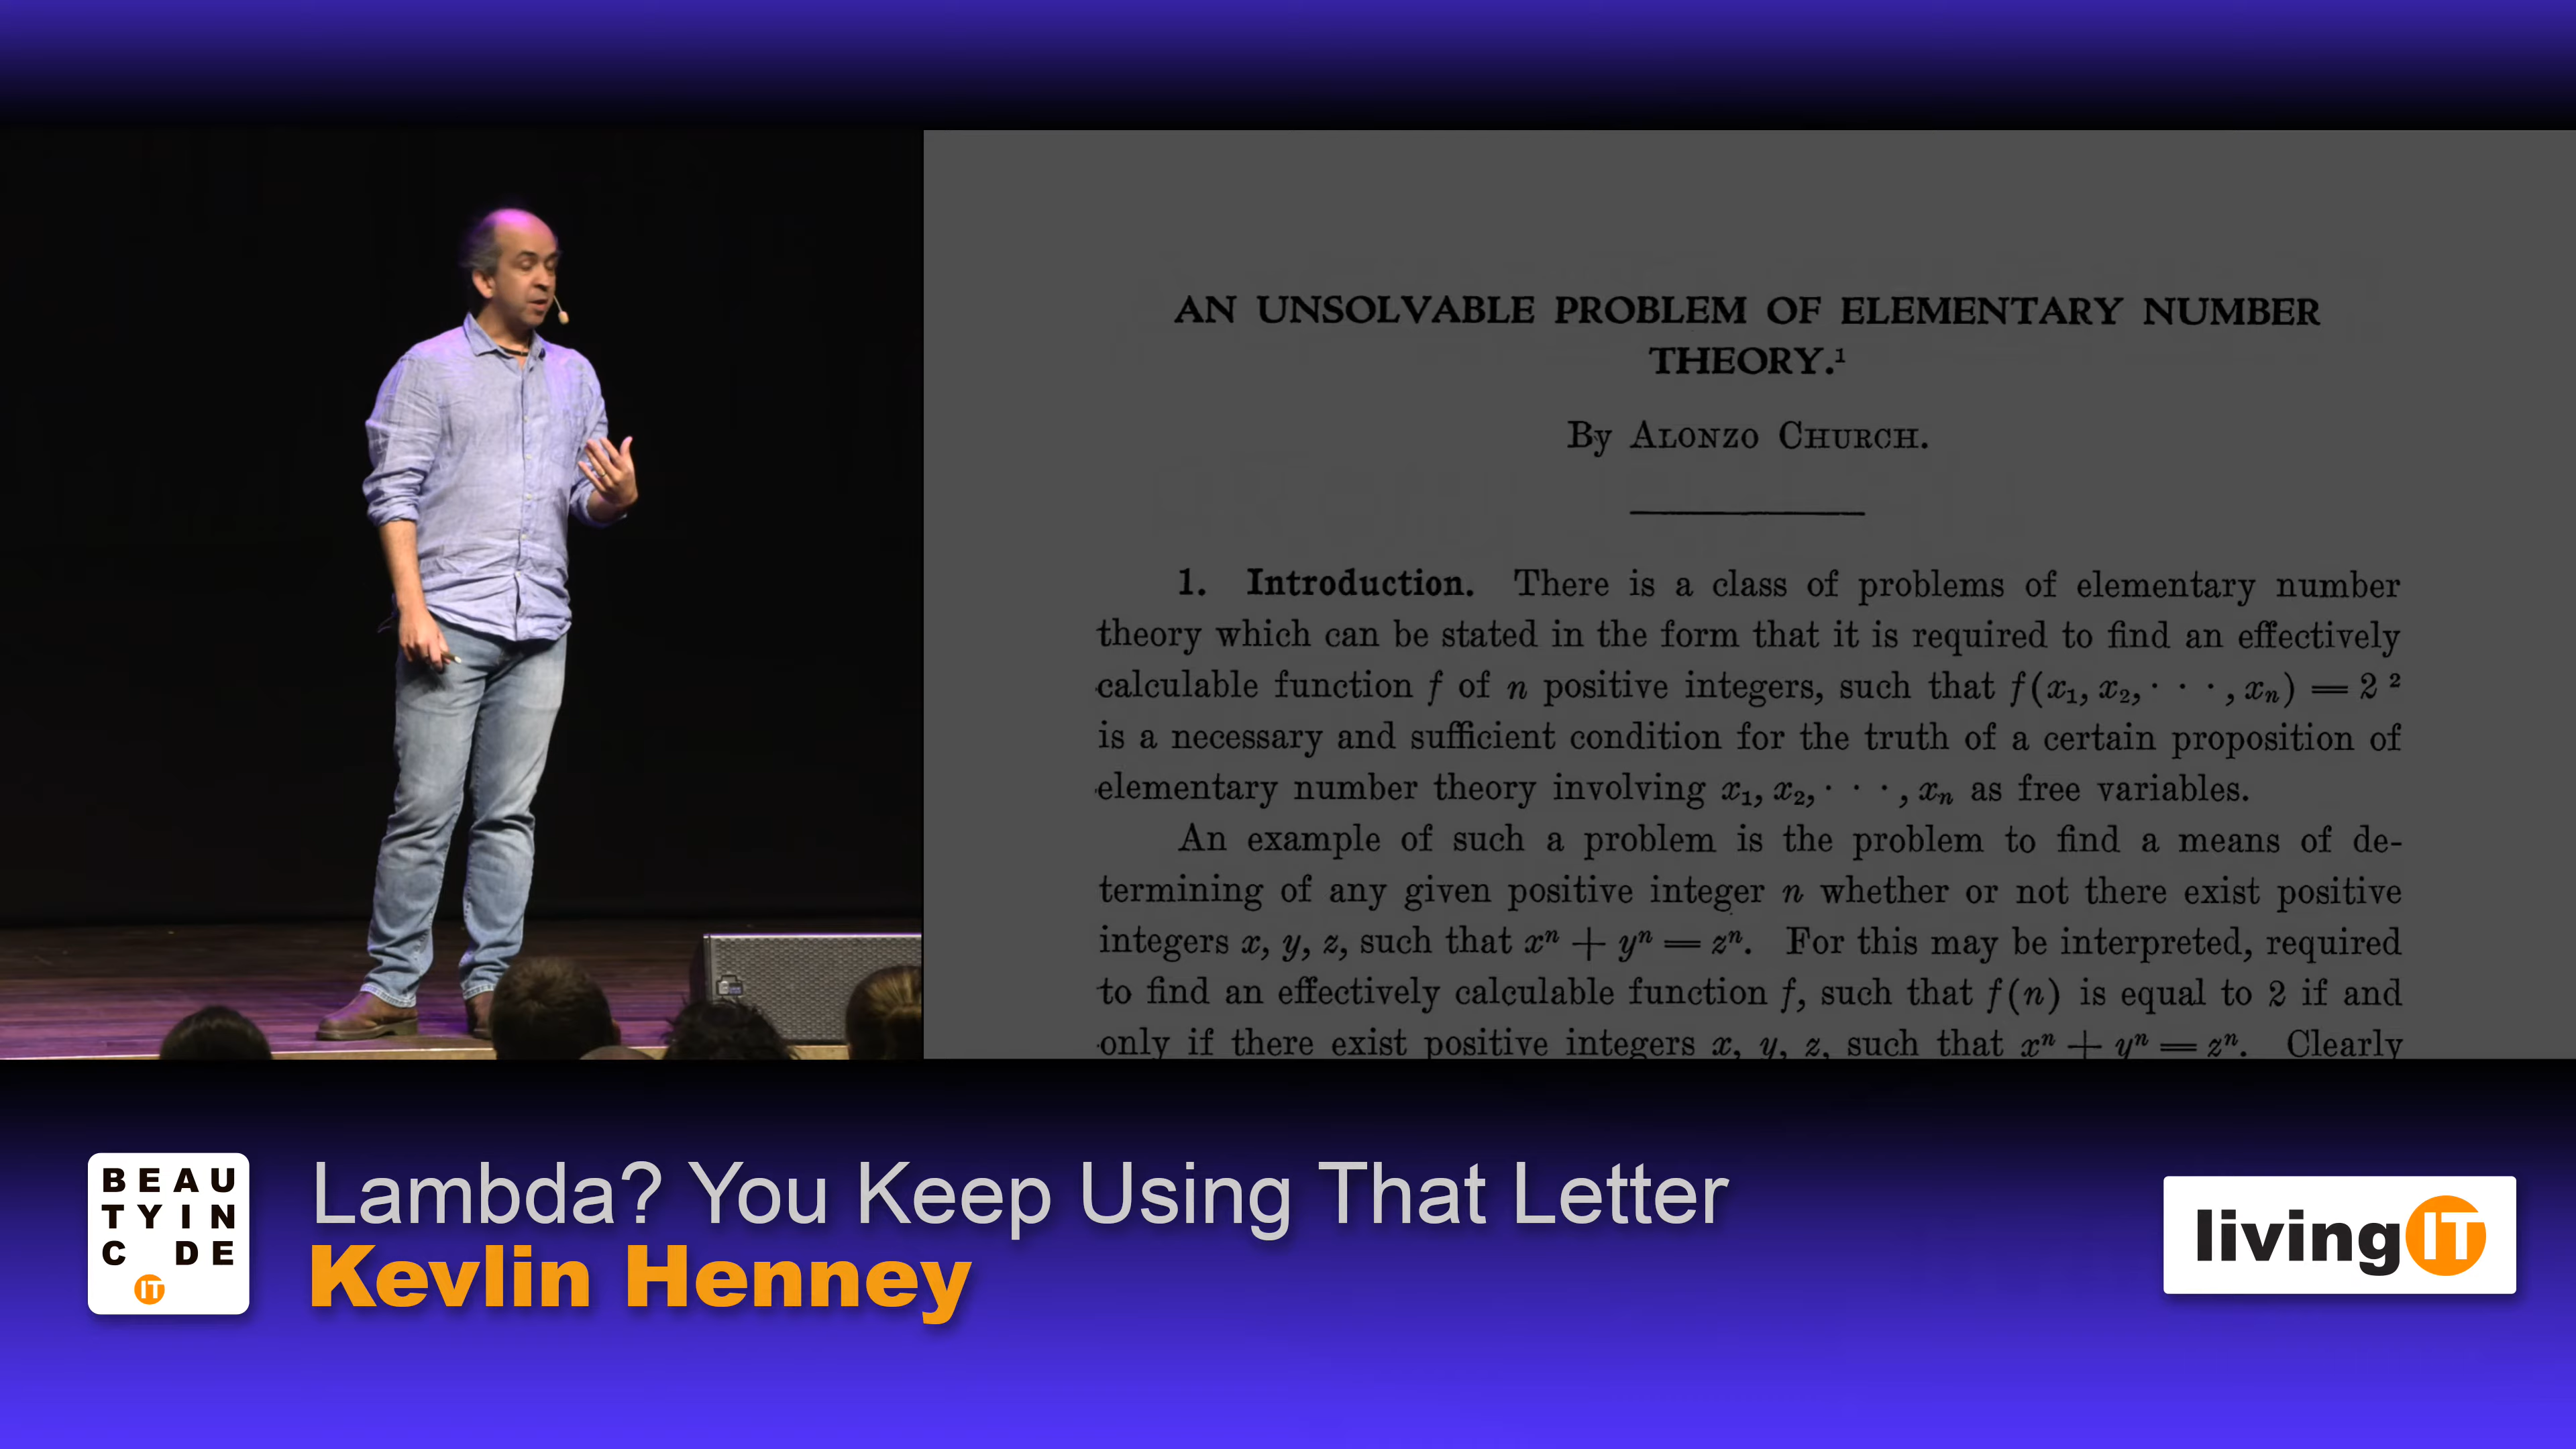 AN UNSOLVABLE PROBLEM OF ELEMENTARY NUMBER
THEORY.¹
By ALONZO CHURCH.
1. Introduction. There is a class of problems of elementary number
theory which can be stated in the form that it is required to find an effectively
calculable function f of n positive integers, such that f(x₁, x₂, · · · , xₙ) = 2 ²
is a necessary and sufficient condition for the truth of a certain proposition of
elementary number theory involving x₁, x₂, · · · , xₙ as free variables.
An example of such a problem is the problem to find a means of de-
termining of any given positive integer n whether or not there exist positive
integers x, y, z, such that xⁿ + yⁿ = zⁿ. For this may be interpreted, required
to find an effectively calculable function f, such that f(n) is equal to 2 if and
only if there exist positive integers x, y, z, such that xⁿ + yⁿ = zⁿ. Clearly
BEAU
TYIN
C DE
IT
Lambda? You Keep Using That Letter
Kevlin Henney
livingIT